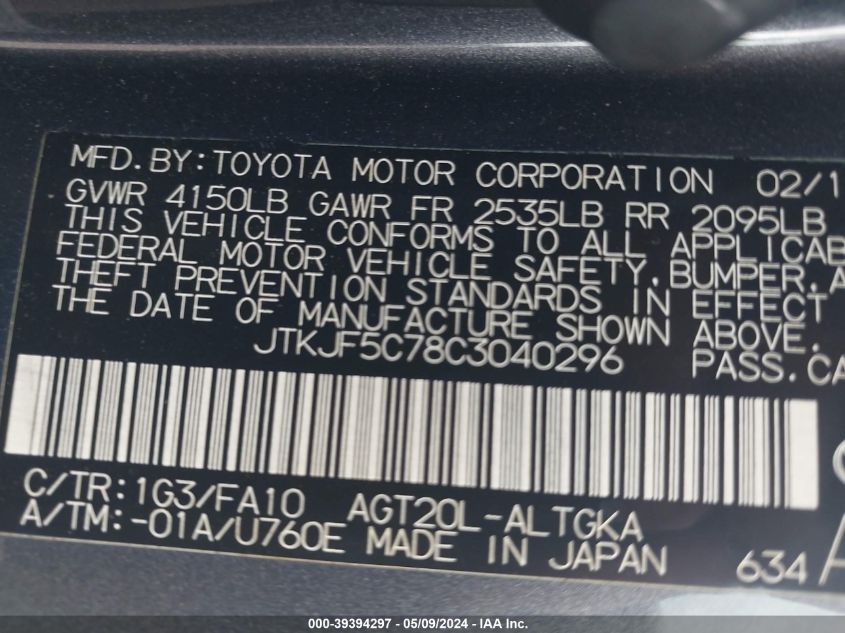 MFD. BY: TOYOTA MOTOR CORPORATION 02/1
GVWR 4150LB GAWR FR 2535LB RR 2095LB
THIS VEHICLE CONFORMS TO ALL APPLICAB
FEDERAL MOTOR VEHICLE SAFETY, BUMPER, A
THEFT PREVENTION STANDARDS IN EFFECT
THE DATE OF MANUFACTURE SHOWN ABOVE.
JTKJF5C78C3040296 PASS. CA
C/TR: 1G3/FA10 AGT20L-ALTGKA
A/TM: -01A/U760E MADE IN JAPAN 634
000-39394297 - 05/09/2024 - IAA Inc.